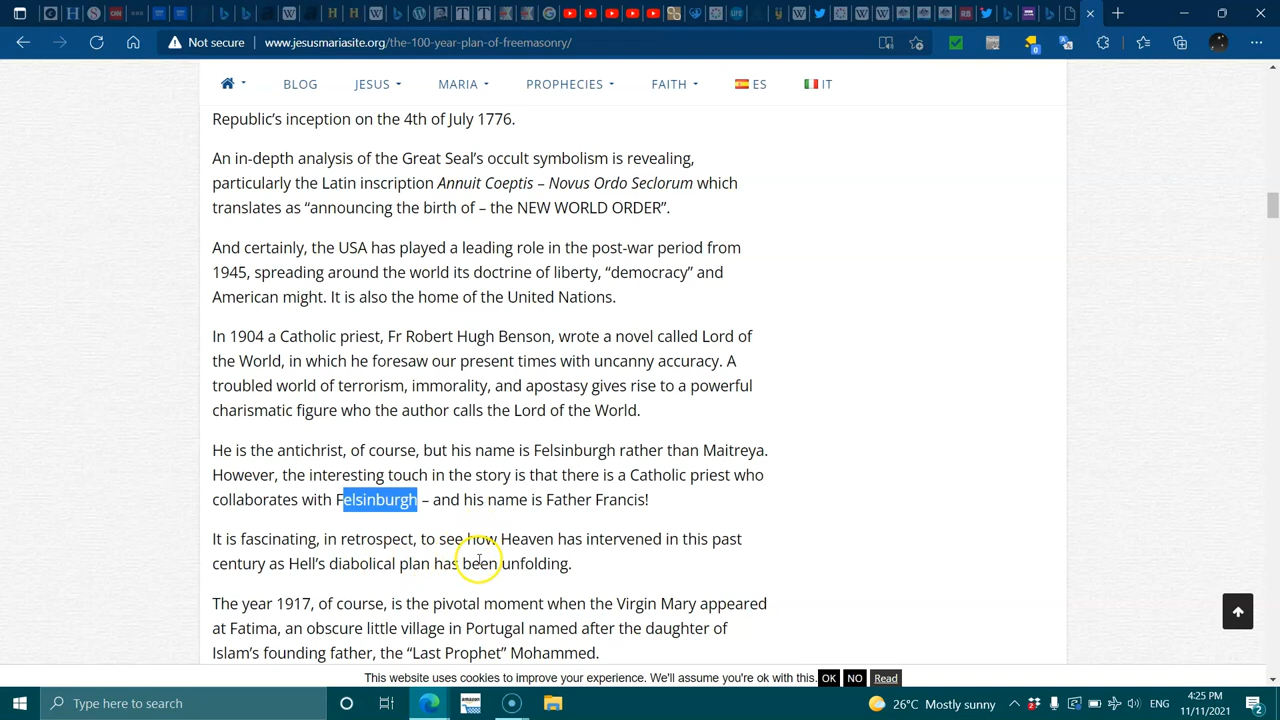 Not secure
www.jesusmariasite.org/the-100-year-plan-of-freemasonry/
BLOG JESUS MARIA PROPHECIES FAITH ES IT
Republic's inception on the 4th of July 1776.
An in-depth analysis of the Great Seal's occult symbolism is revealing,
particularly the Latin inscription Annuit Coeptis – Novus Ordo Seclorum which
translates as “announcing the birth of – the NEW WORLD ORDER”.
And certainly, the USA has played a leading role in the post-war period from
1945, spreading around the world its doctrine of liberty, “democracy” and
American might. It is also the home of the United Nations.
In 1904 a Catholic priest, Fr Robert Hugh Benson, wrote a novel called Lord of
the World, in which he foresaw our present times with uncanny accuracy. A
troubled world of terrorism, immorality, and apostasy gives rise to a powerful
charismatic figure who the author calls the Lord of the World.
He is the antichrist, of course, but his name is Felsinburgh rather than Maitreya.
However, the interesting touch in the story is that there is a Catholic priest who
collaborates with Felsinburgh – and his name is Father Francis!
It is fascinating, in retrospect, to see how Heaven has intervened in this past
century as Hell's diabolical plan has been unfolding.
The year 1917, of course, is the pivotal moment when the Virgin Mary appeared
at Fatima, an obscure little village in Portugal named after the daughter of
Islam's founding father, the “Last Prophet” Mohammed.
This website uses cookies to improve your experience. We'll assume you're ok with this. OK NO Read
Type here to search
26°C Mostly sunny
4:25 PM
11/11/2021